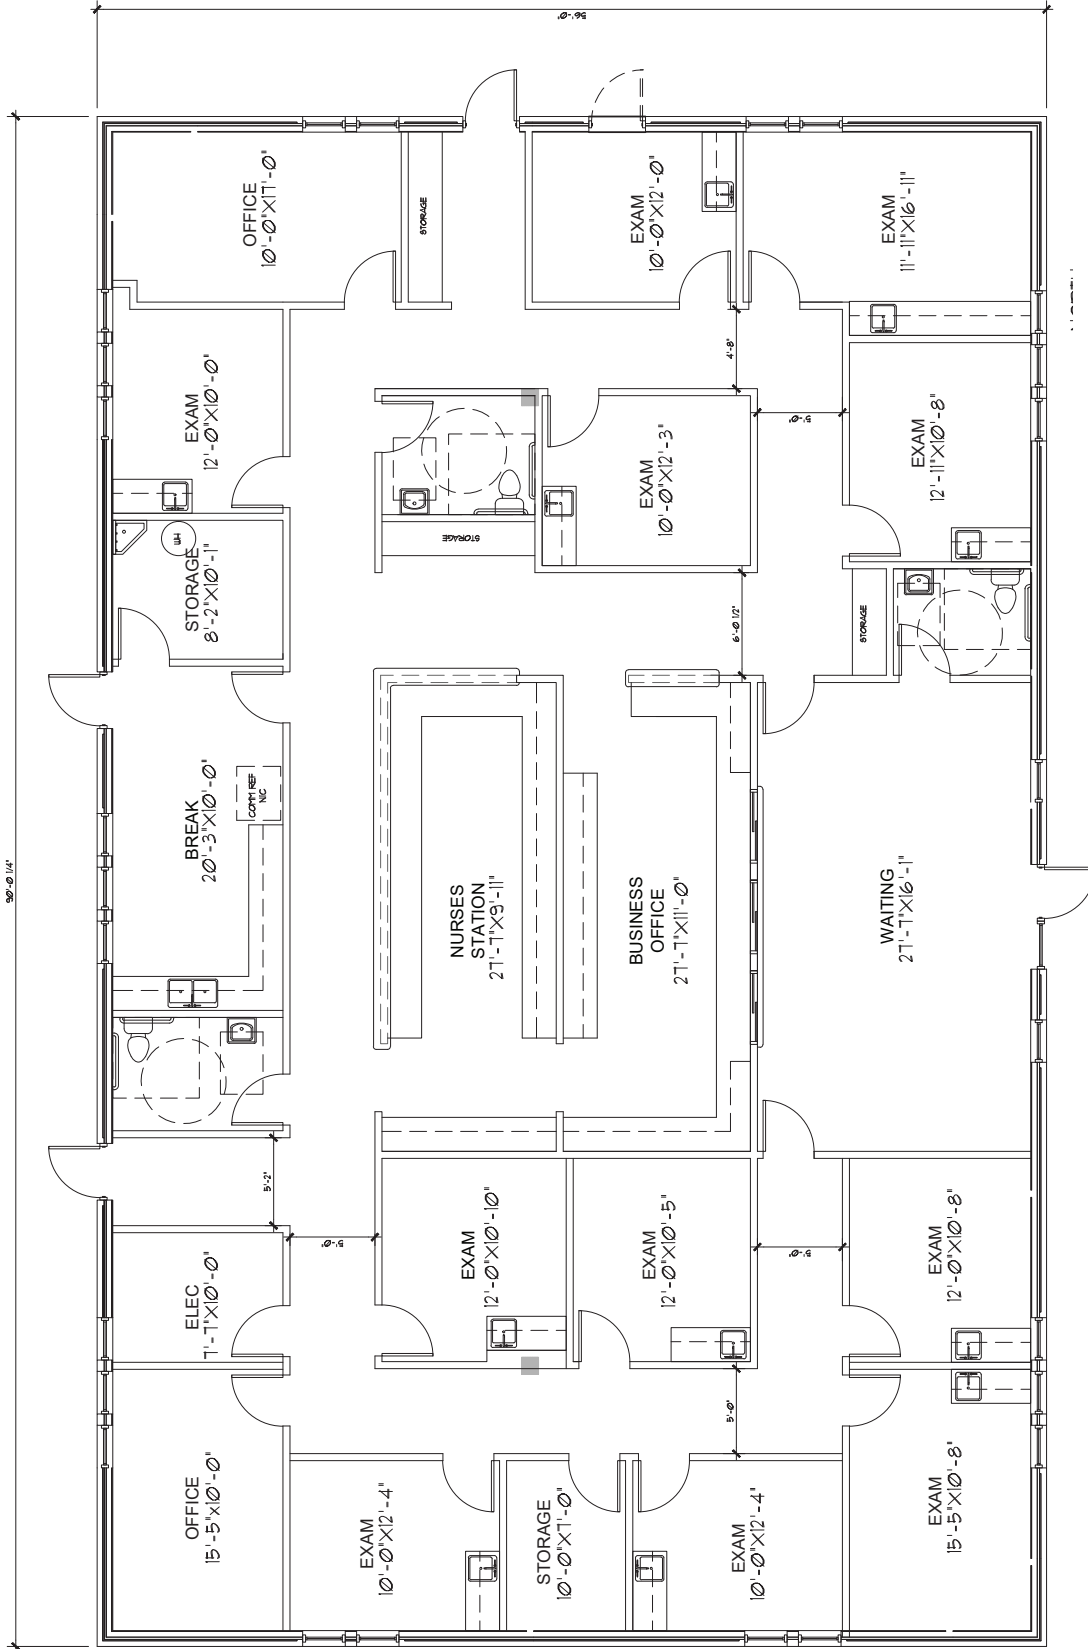 90'-0 1/4"
OFFICE
15'-5"x10'-0"
ELEC
7'-7"X10'-0"
5'-2"
BREAK
20'-3"X10'-0"
COMM REF
NIC
WH
STORAGE
8'-2"X10'-1"
EXAM
12'-0"X10'-0"
OFFICE
10'-0"X17'-0"
5'-0"
EXAM
10'-0"X12'-4"
EXAM
12'-0"X10'-10"
NURSES
STATION
27'-7"X9'-11"
STORAGE
STORAGE
STORAGE
10'-0"X7'-0"
EXAM
12'-0"X10'-5"
BUSINESS
OFFICE
27'-7"X11'-0"
EXAM
10'-0"X12'-3"
EXAM
10'-0"X12'-0"
56'-0"
EXAM
10'-0"X12'-4"
5'-0"
6'-0 1/2"
4'-8"
5'-0"
5'-0"
STORAGE
EXAM
15'-5"X10'-8"
EXAM
12'-0"X10'-8"
WAITING
27'-7"X16'-1"
EXAM
12'-11"X10'-8"
EXAM
11'-11"X16'-11"